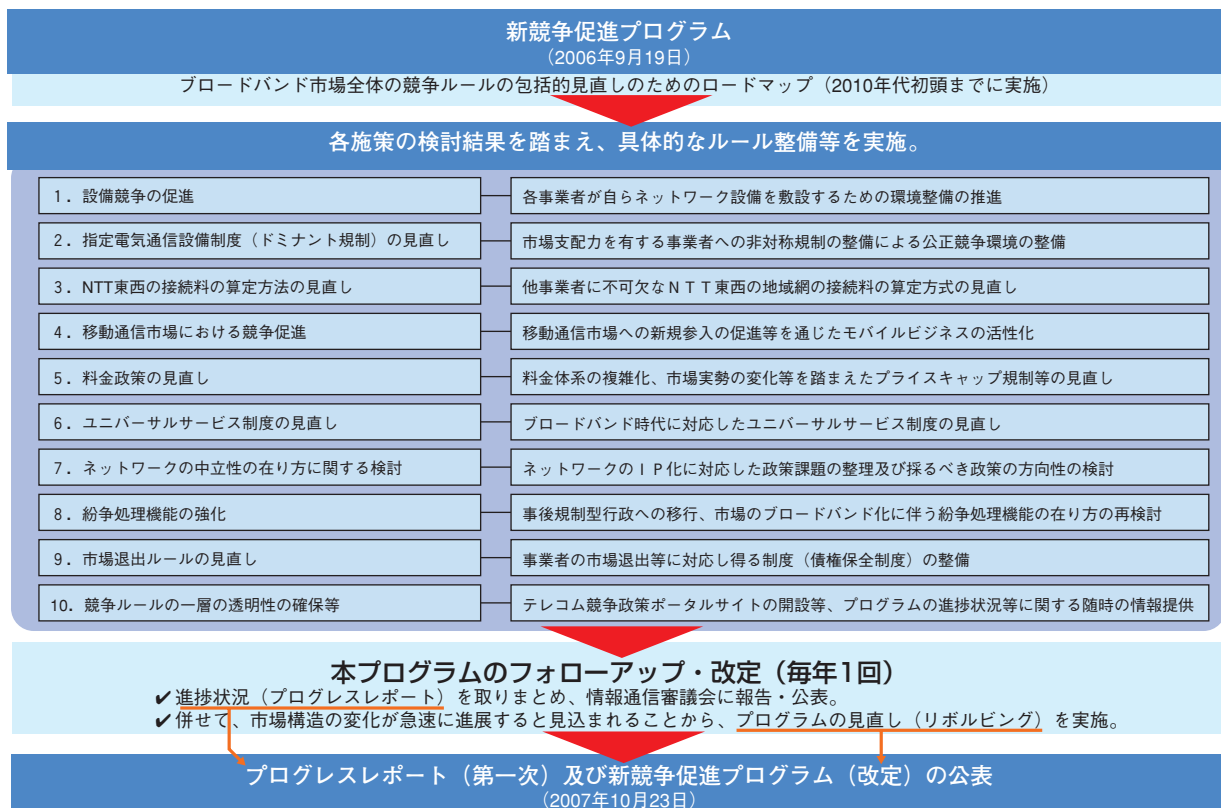 新競争促進プログラム
（2006年9月19日）
ブロードバンド市場全体の競争ルールの包括的見直しのためのロードマップ（2010年代初頭までに実施）
各施策の検討結果を踏まえ、具体的なルール整備等を実施。
1．設備競争の促進
各事業者が自らネットワーク設備を敷設するための環境整備の推進
2．指定電気通信設備制度（ドミナント規制）の見直し
市場支配力を有する事業者への非対称規制の整備による公正競争環境の整備
3．NTT東西の接続料の算定方法の見直し
他事業者に不可欠なＮＴＴ東西の地域網の接続料の算定方式の見直し
4．移動通信市場における競争促進
移動通信市場への新規参入の促進等を通じたモバイルビジネスの活性化
5．料金政策の見直し
料金体系の複雑化、市場実勢の変化等を踏まえたプライスキャップ規制等の見直し
6．ユニバーサルサービス制度の見直し
ブロードバンド時代に対応したユニバーサルサービス制度の見直し
7．ネットワークの中立性の在り方に関する検討
ネットワークのＩＰ化に対応した政策課題の整理及び採るべき政策の方向性の検討
8．紛争処理機能の強化
事後規制型行政への移行、市場のブロードバンド化に伴う紛争処理機能の在り方の再検討
9．市場退出ルールの見直し
事業者の市場退出等に対応し得る制度（債権保全制度）の整備
10．競争ルールの一層の透明性の確保等
テレコム競争政策ポータルサイトの開設等、プログラムの進捗状況等に関する随時の情報提供
本プログラムのフォローアップ・改定（毎年1回）
✔進捗状況（プログレスレポート）を取りまとめ、情報通信審議会に報告・公表。
✔併せて、市場構造の変化が急速に進展すると見込まれることから、プログラムの見直し（リボルビング）を実施。
プログレスレポート（第一次）及び新競争促進プログラム（改定）の公表
（2007年10月23日）